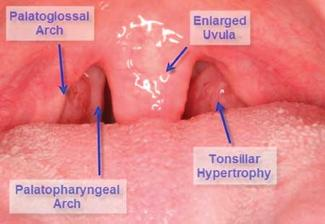 Palatoglossal
Arch
Enlarged
Uvula
Palatopharyngeal
Arch
Tonsillar
Hypertrophy